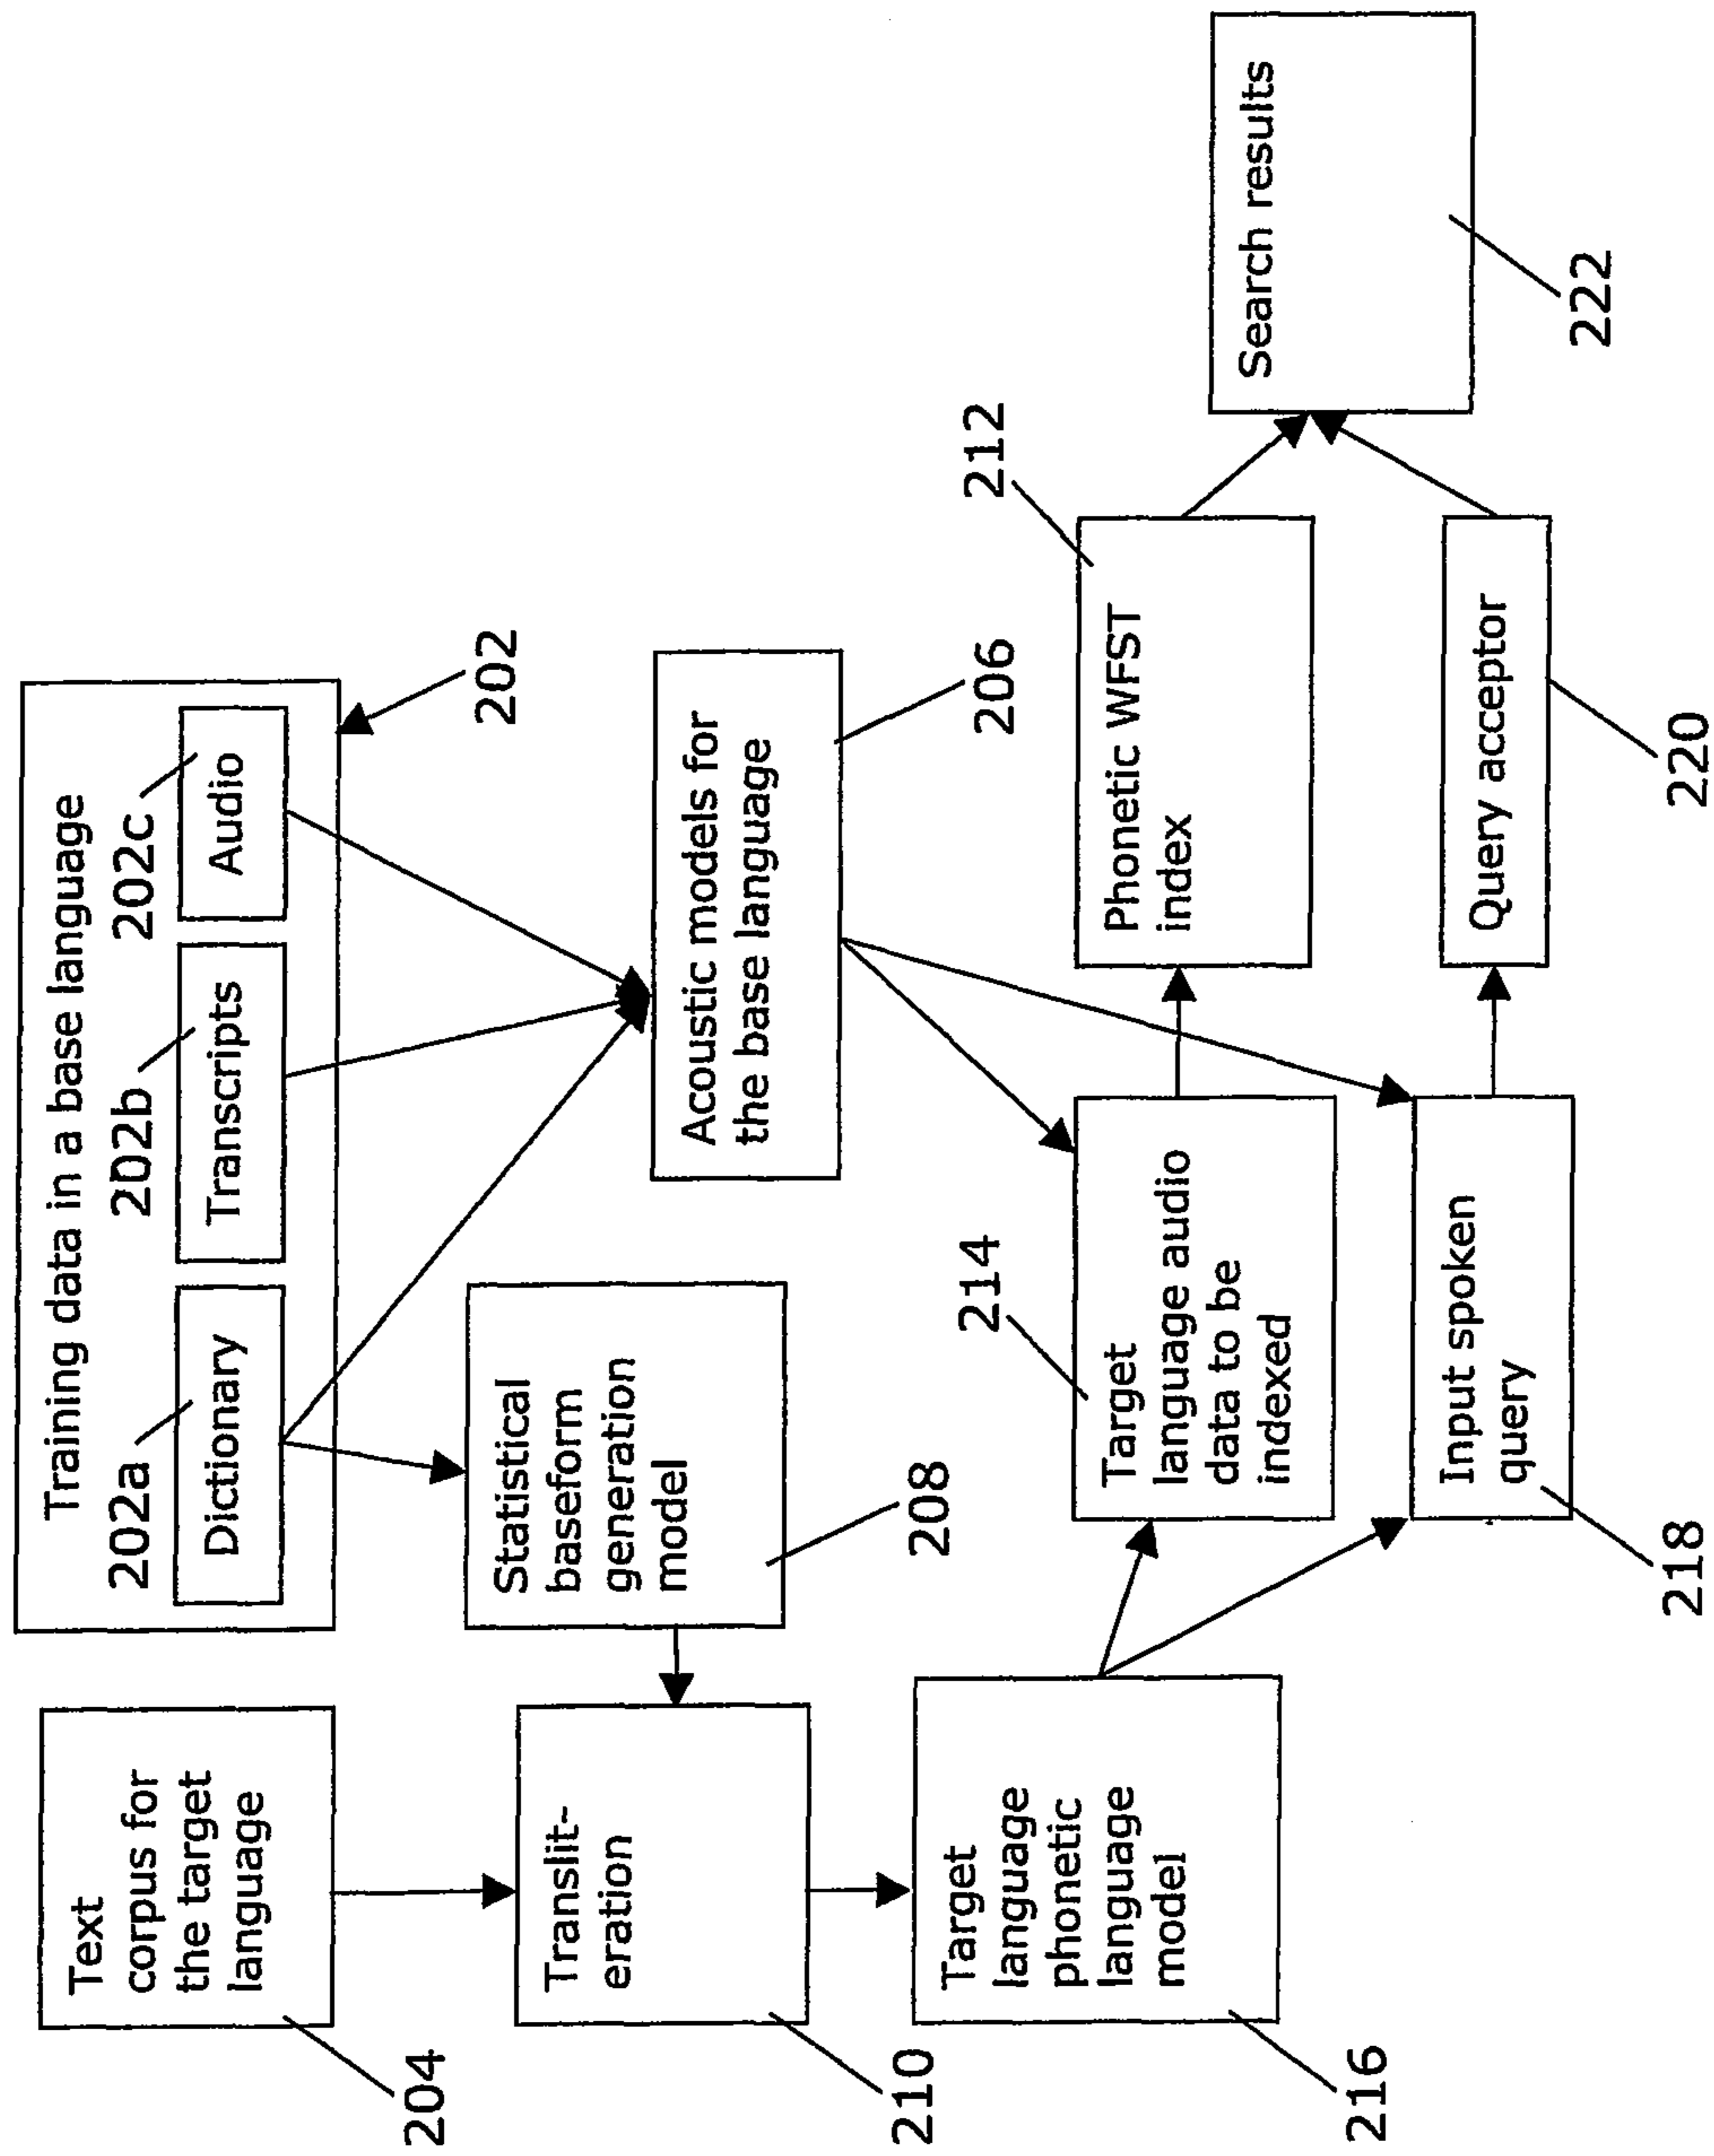 Training data in a base language
202a
202b
202c
Text
corpus for
the target
language
Dictionary
Transcripts
Audio
204
202
Statistical
baseform
generation
model
Acoustic models for
the base language
Translit-
eration
208
206
210
214
212
Target
language
phonetic
language
model
Target
language audio
data to be
indexed
Phonetic WFST
index
Search results
216
Input spoken
query
Query acceptor
222
218
220